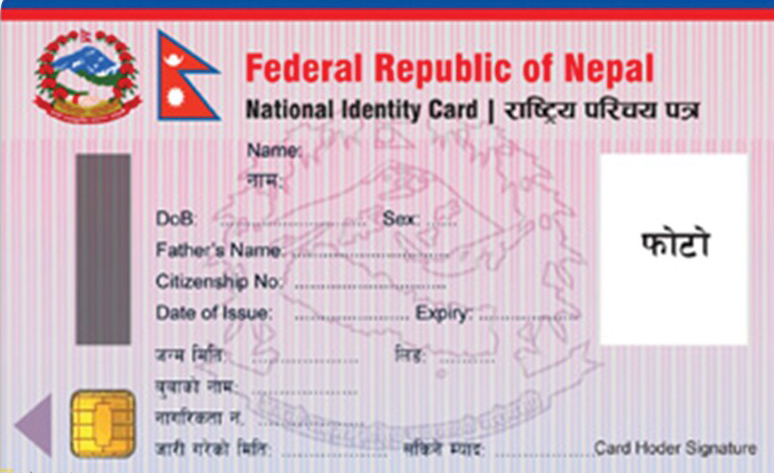 Federal Republic of Nepal
National Identity Card | राष्ट्रिय परिचय पत्र
Name:
नाम:
फोटो
DoB: ........................ Sex: ......
Father's Name: ................................
Citizenship No: ................................
Date of Issue: ........................ Expiry: ....................
जन्म मिति: ........................ लिङ: ............
बुवाको नाम: ........................
नागरिकता न. ........................
जारी गरेको मिति: ........................ सकिने म्याद: ........................
Card Hoder Signature